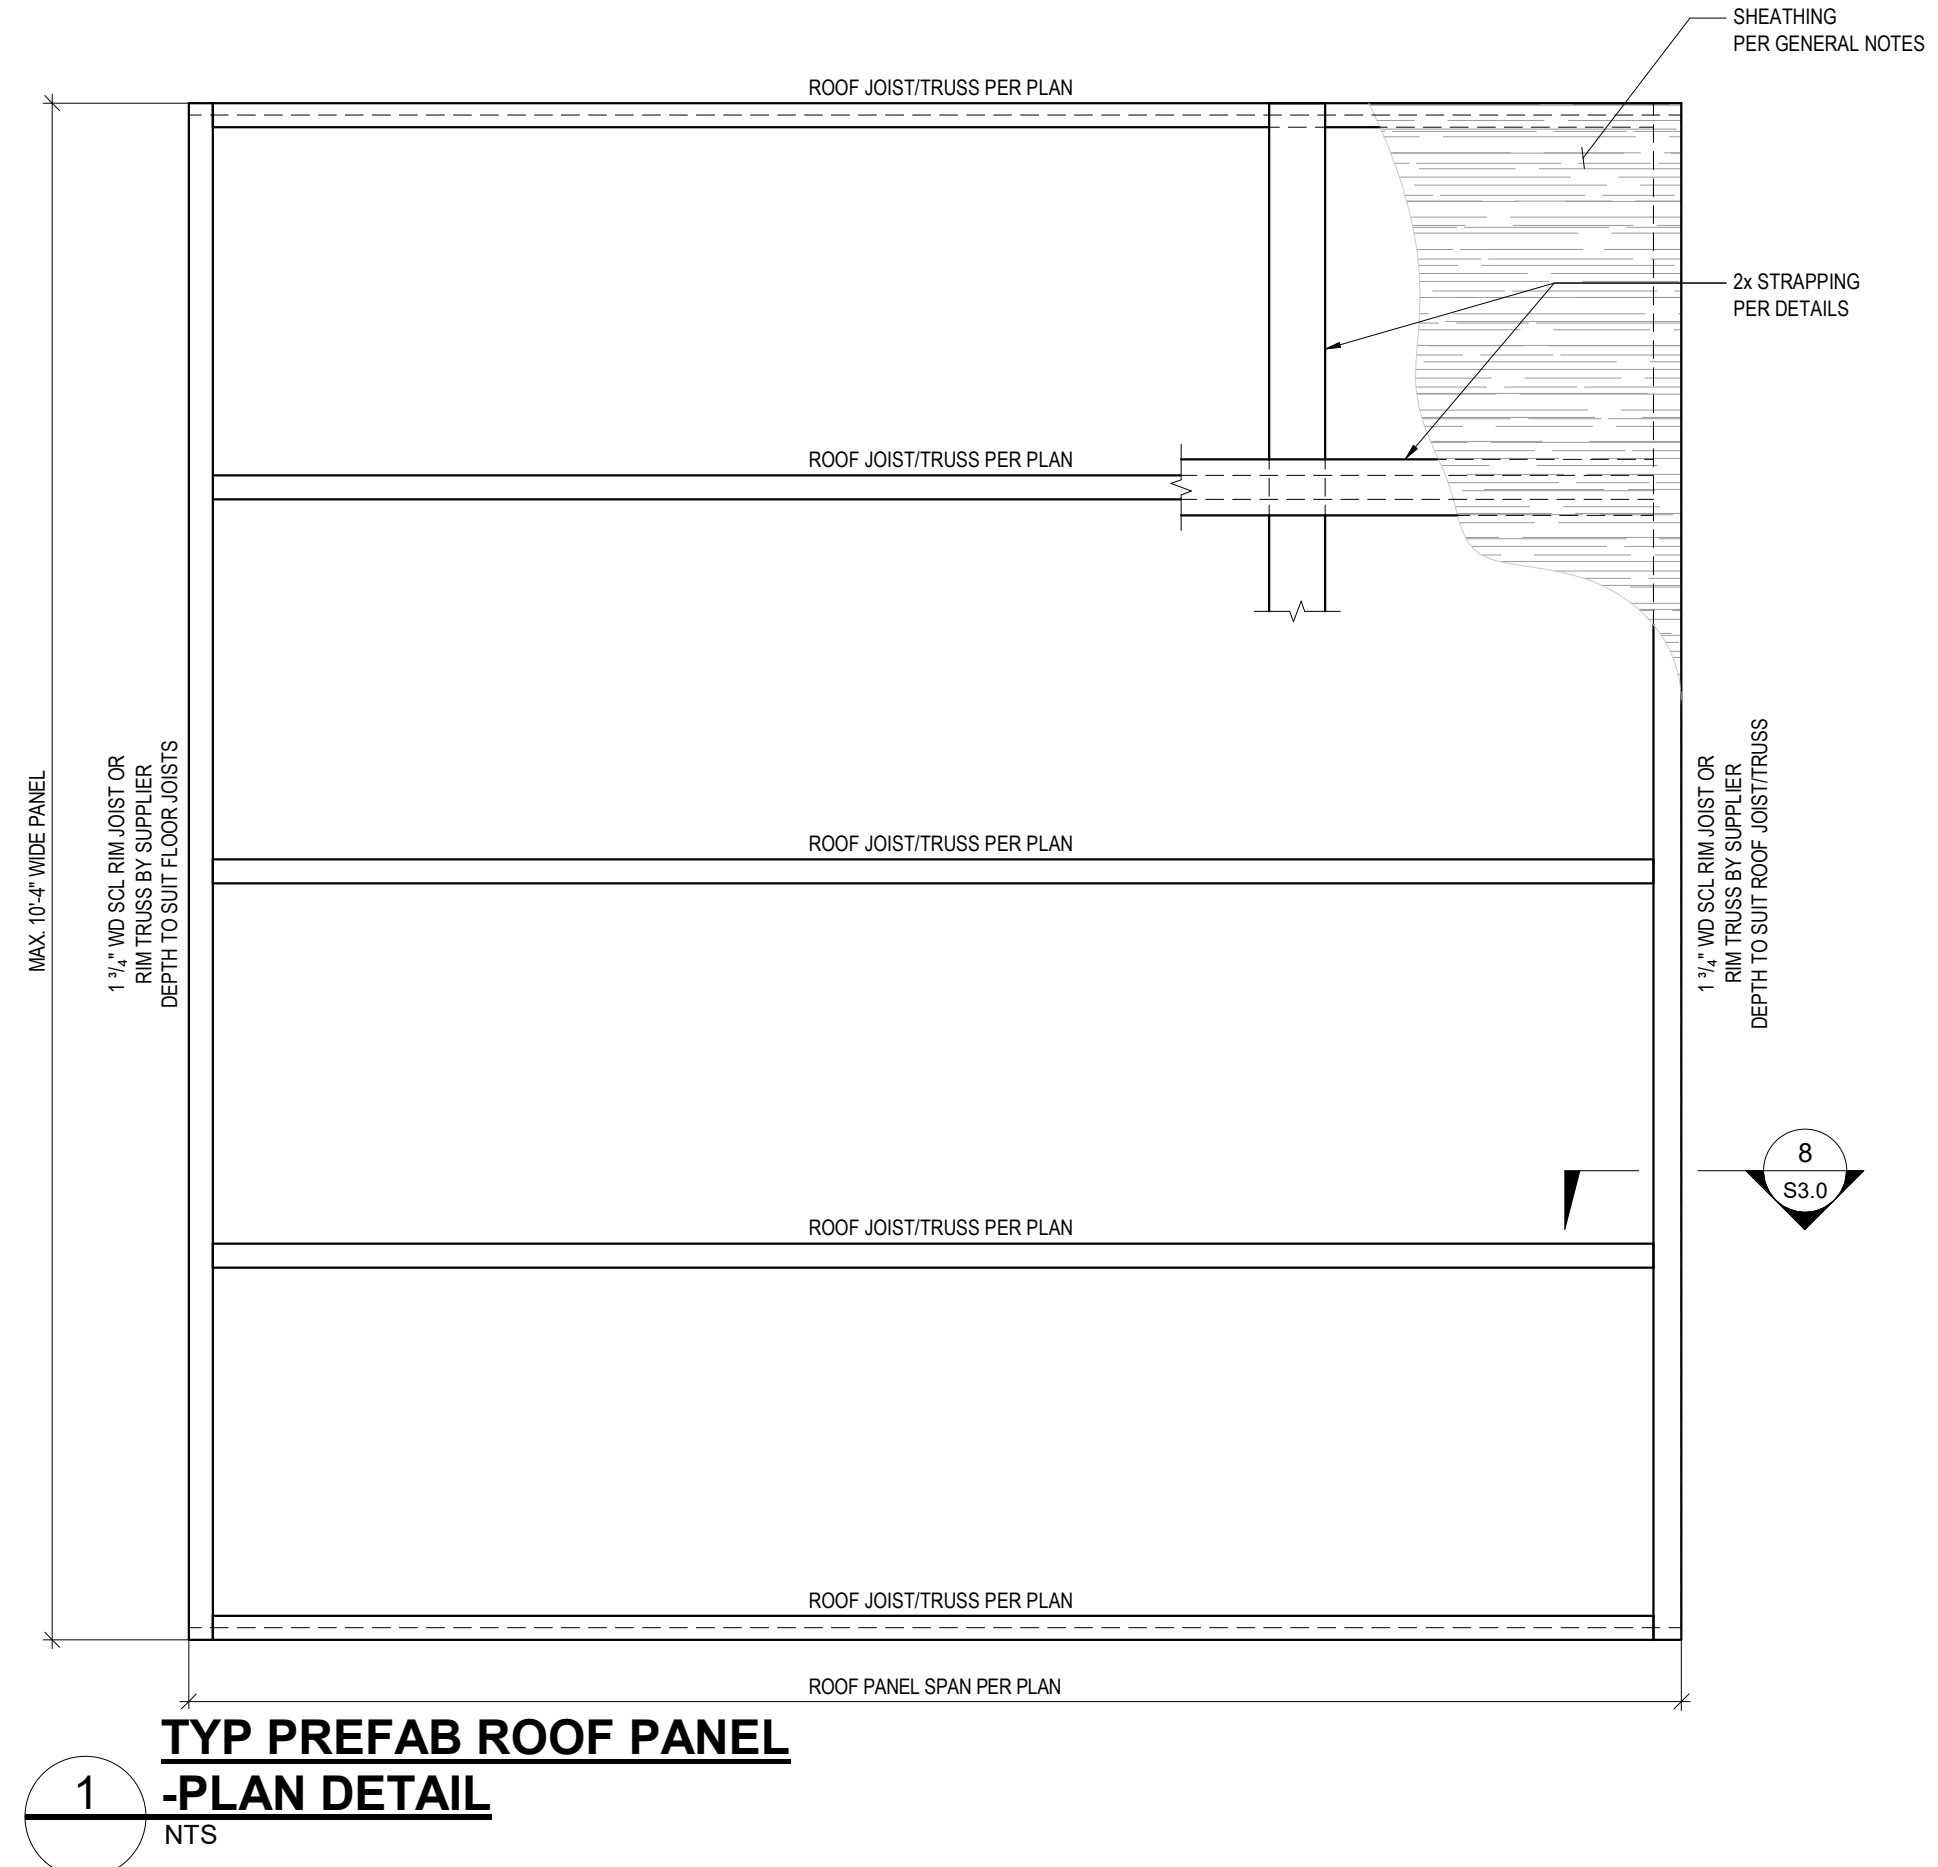 SHEATHING
PER GENERAL NOTES
ROOF JOIST/TRUSS PER PLAN
2x STRAPPING
PER DETAILS
ROOF JOIST/TRUSS PER PLAN
MAX. 10'-4" WIDE PANEL
1 ³/₄" WD SCL RIM JOIST OR
RIM TRUSS BY SUPPLIER
DEPTH TO SUIT FLOOR JOISTS
ROOF JOIST/TRUSS PER PLAN
1 ³/₄" WD SCL RIM JOIST OR
RIM TRUSS BY SUPPLIER
DEPTH TO SUIT ROOF JOIST/TRUSS
8
S3.0
ROOF JOIST/TRUSS PER PLAN
ROOF JOIST/TRUSS PER PLAN
ROOF PANEL SPAN PER PLAN
TYP PREFAB ROOF PANEL
-PLAN DETAIL
1
NTS